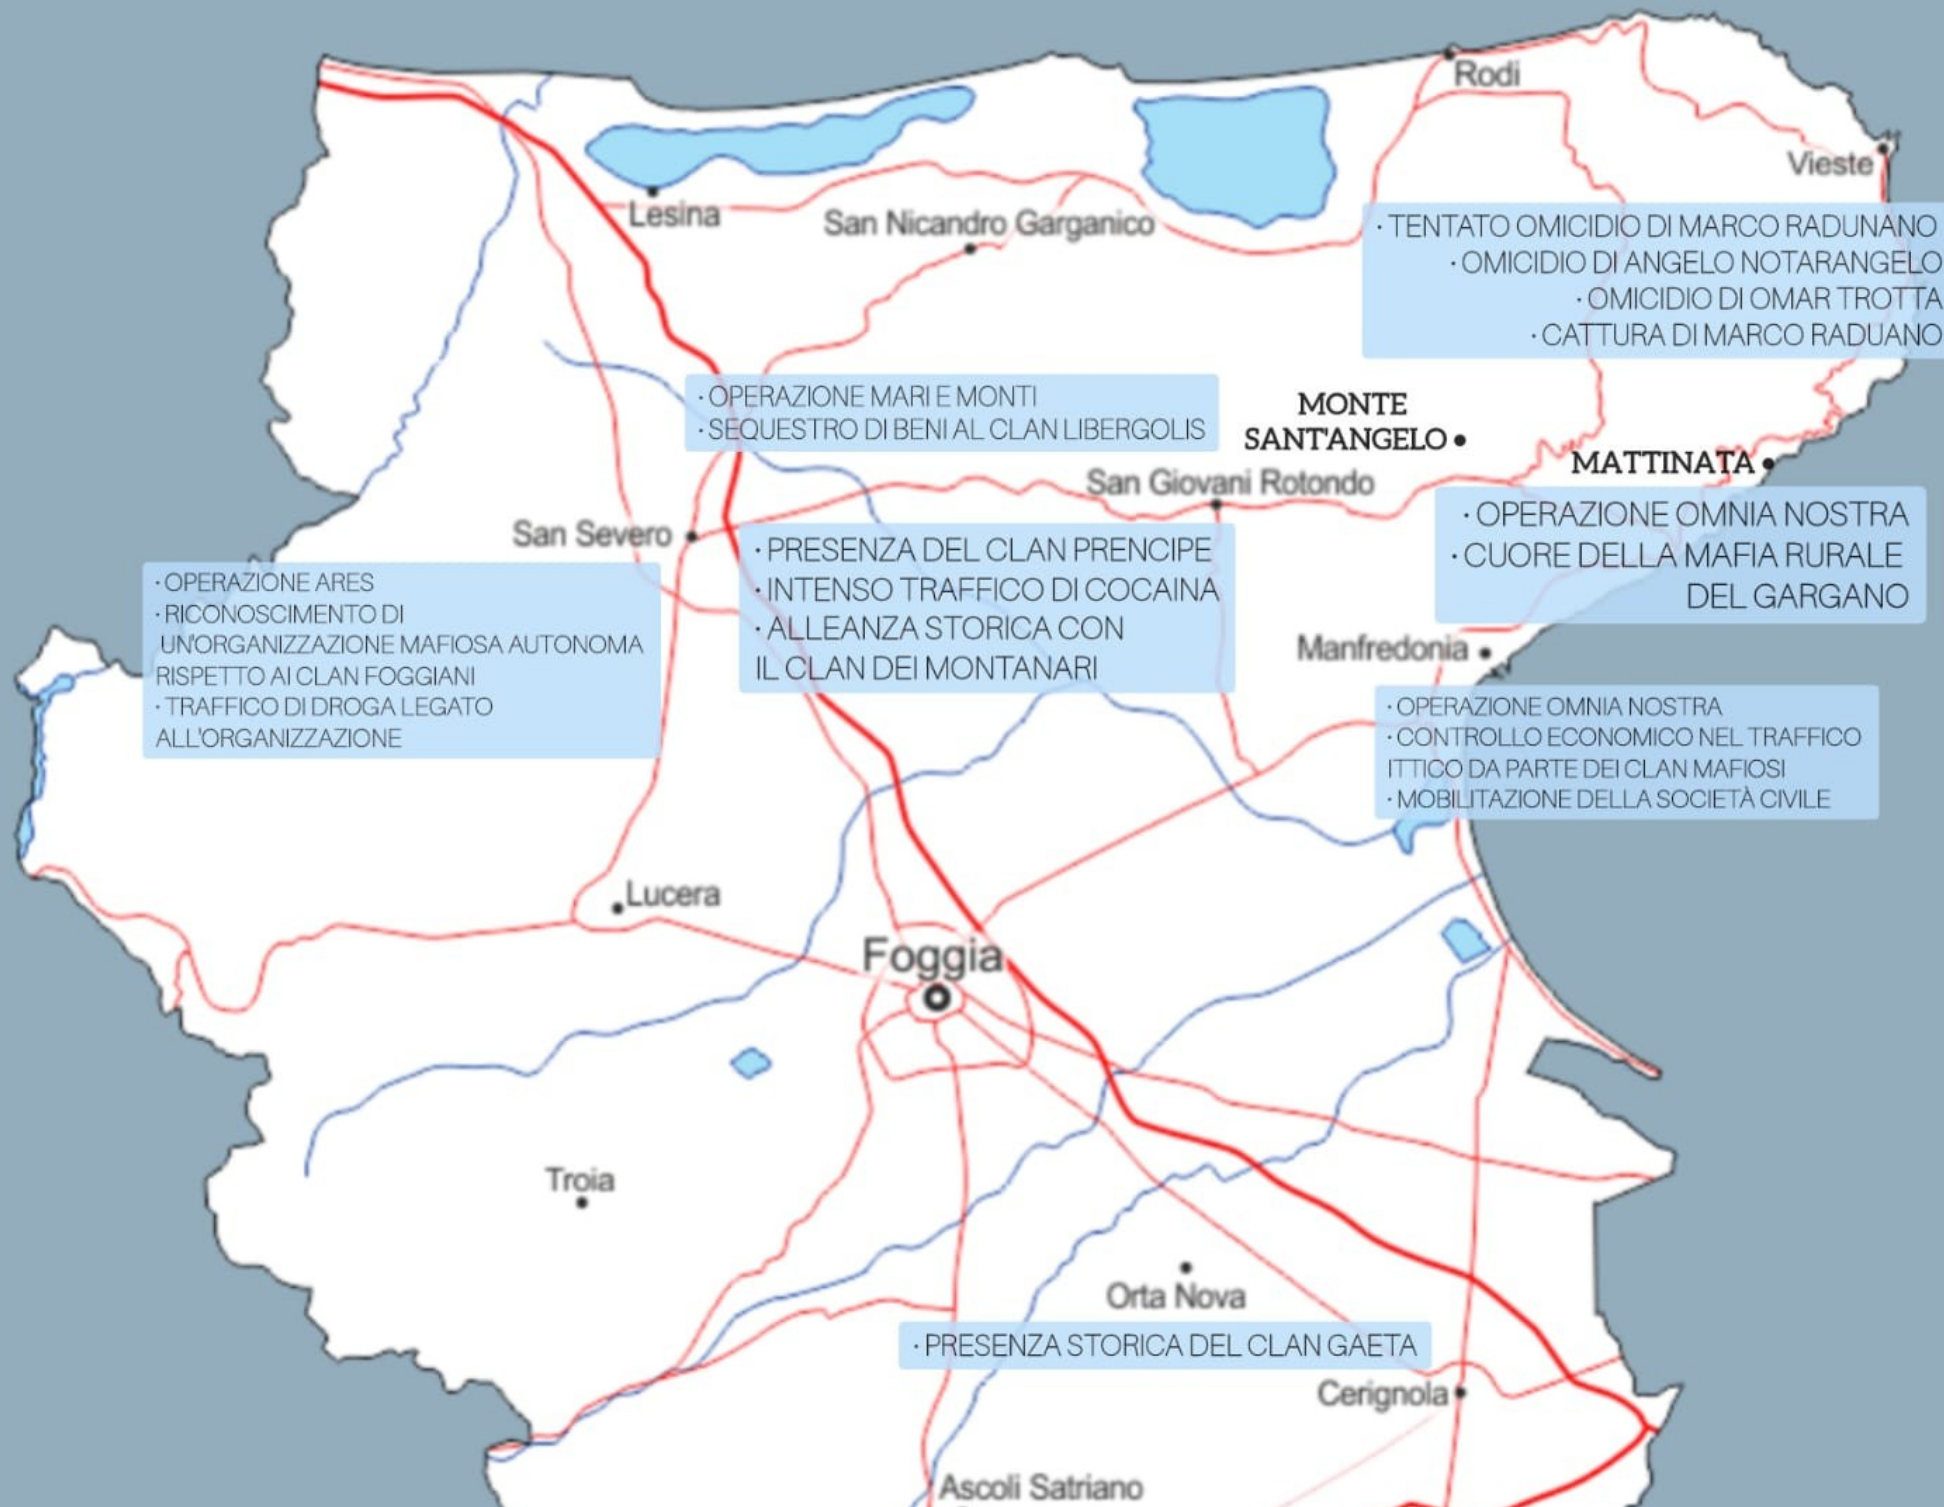 Rodi
Vieste
Lesina
San Nicandro Garganico
· TENTATO OMICIDIO DI MARCO RADUNANO
· OMICIDIO DI ANGELO NOTARANGELO
· OMICIDIO DI OMAR TROTTA
· CATTURA DI MARCO RADUANO
· OPERAZIONE MARI E MONTI
· SEQUESTRO DI BENI AL CLAN LIBERGOLIS
MONTE
SANT'ANGELO
MATTINATA
San Giovani Rotondo
· OPERAZIONE OMNIA NOSTRA
· CUORE DELLA MAFIA RURALE
DEL GARGANO
San Severo
· PRESENZA DEL CLAN PRENCIPE
· INTENSO TRAFFICO DI COCAINA
· ALLEANZA STORICA CON
IL CLAN DEI MONTANARI
· OPERAZIONE ARES
· RICONOSCIMENTO DI
UN'ORGANIZZAZIONE MAFIOSA AUTONOMA
RISPETTO AI CLAN FOGGIANI
· TRAFFICO DI DROGA LEGATO
ALL'ORGANIZZAZIONE
Manfredonia
· OPERAZIONE OMNIA NOSTRA
· CONTROLLO ECONOMICO NEL TRAFFICO
ITTICO DA PARTE DEI CLAN MAFIOSI
· MOBILITAZIONE DELLA SOCIETÀ CIVILE
Lucera
Foggia
Troia
Orta Nova
· PRESENZA STORICA DEL CLAN GAETA
Cerignola
Ascoli Satriano